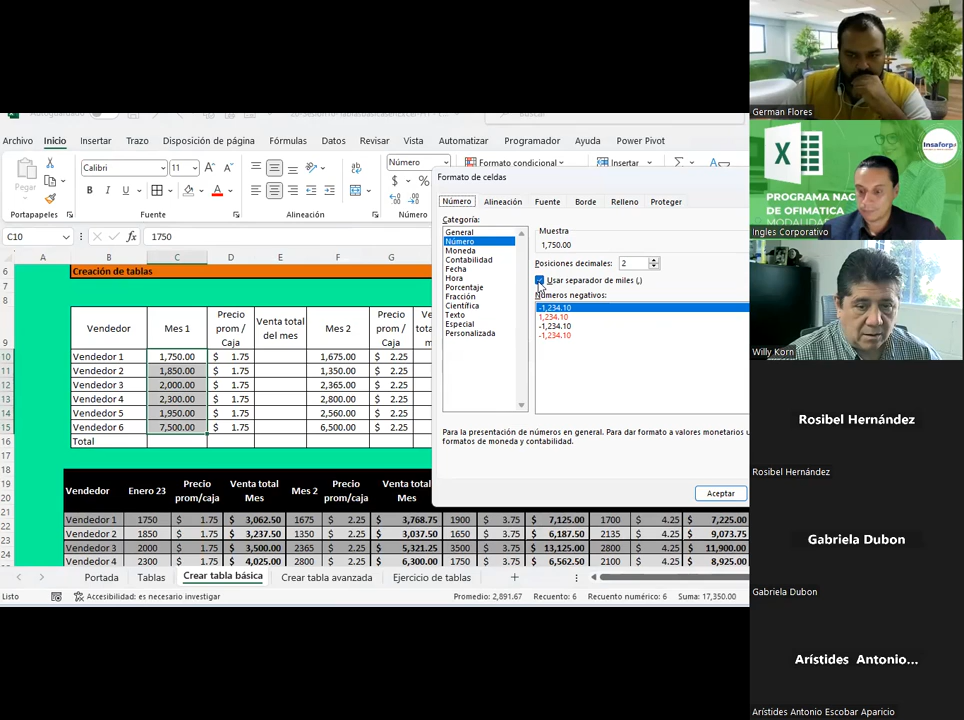 Buscar
Archivo Inicio Insertar Trazo Disposición de página Fórmulas Datos Revisar Vista Automatizar Programador Ayuda Power Pivot
Pegar
Calibri 11
Número
Formato condicional
Insertar
Portapapeles Fuente Alineación Número
C10 fx 1750
A B C D E F G
6 Creación de tablas
7
8
9 Vendedor Mes 1 Precio prom / Caja Venta total del mes Mes 2 Precio prom / Caja
10 Vendedor 1 1,750.00 $ 1.75 1,675.00 $ 2.25
11 Vendedor 2 1,850.00 $ 1.75 1,350.00 $ 2.25
12 Vendedor 3 2,000.00 $ 1.75 2,365.00 $ 2.25
13 Vendedor 4 2,300.00 $ 1.75 2,800.00 $ 2.25
14 Vendedor 5 1,950.00 $ 1.75 2,560.00 $ 2.25
15 Vendedor 6 7,500.00 $ 1.75 6,500.00 $ 2.25
16 Total
17
18
19
20
Vendedor Enero 23 Precio prom/caja Venta total Mes Mes 2 Precio prom/caja Venta total Mes
21 Vendedor 1 1750 $ 1.75 $ 3,062.50 1675 $ 2.25 $ 3,768.75 1900 $ 3.75 $ 7,125.00 1700 $ 4.25 $ 7,225.00
22 Vendedor 2 1850 $ 1.75 $ 3,237.50 1350 $ 2.25 $ 3,037.50 1650 $ 3.75 $ 6,187.50 2135 $ 4.25 $ 9,073.75
23 Vendedor 3 2000 $ 1.75 $ 3,500.00 2365 $ 2.25 $ 5,321.25 3500 $ 3.75 $ 13,125.00 2800 $ 4.25 $ 11,900.00
24 Vendedor 4 2300 $ 1.75 $ 4,025.00 2800 $ 2.25 $ 6,300.00 1750 $ 3.75 $ 6,562.50 2100 $ 4.25 $ 8,925.00
Portada Tablas Crear tabla básica Crear tabla avanzada Ejercicio de tablas
Listo Accesibilidad: es necesario investigar Promedio: 2,891.67 Recuento: 6 Recuento numérico: 6 Suma: 17,350.00
Formato de celdas
Número Alineación Fuente Borde Relleno Proteger
Categoría:
General
Número
Moneda
Contabilidad
Fecha
Hora
Porcentaje
Fracción
Científica
Texto
Especial
Personalizada
Muestra
1,750.00
Posiciones decimales: 2
Usar separador de miles (,)
Números negativos:
-1,234.10
1,234.10
-1,234.10
-1,234.10
Para la presentación de números en general. Para dar formato a valores monetarios u
formatos de moneda y contabilidad.
Aceptar
German Flores
Insaforp
PROGRAMA NAC
DE OFIMÁTICA
MODALIDA
Ingles Corporativo
Willy Korn
Rosibel Hernández
Rosibel Hernández
Gabriela Dubon
Gabriela Dubon
Arístides Antonio...
Arístides Antonio Escobar Aparicio